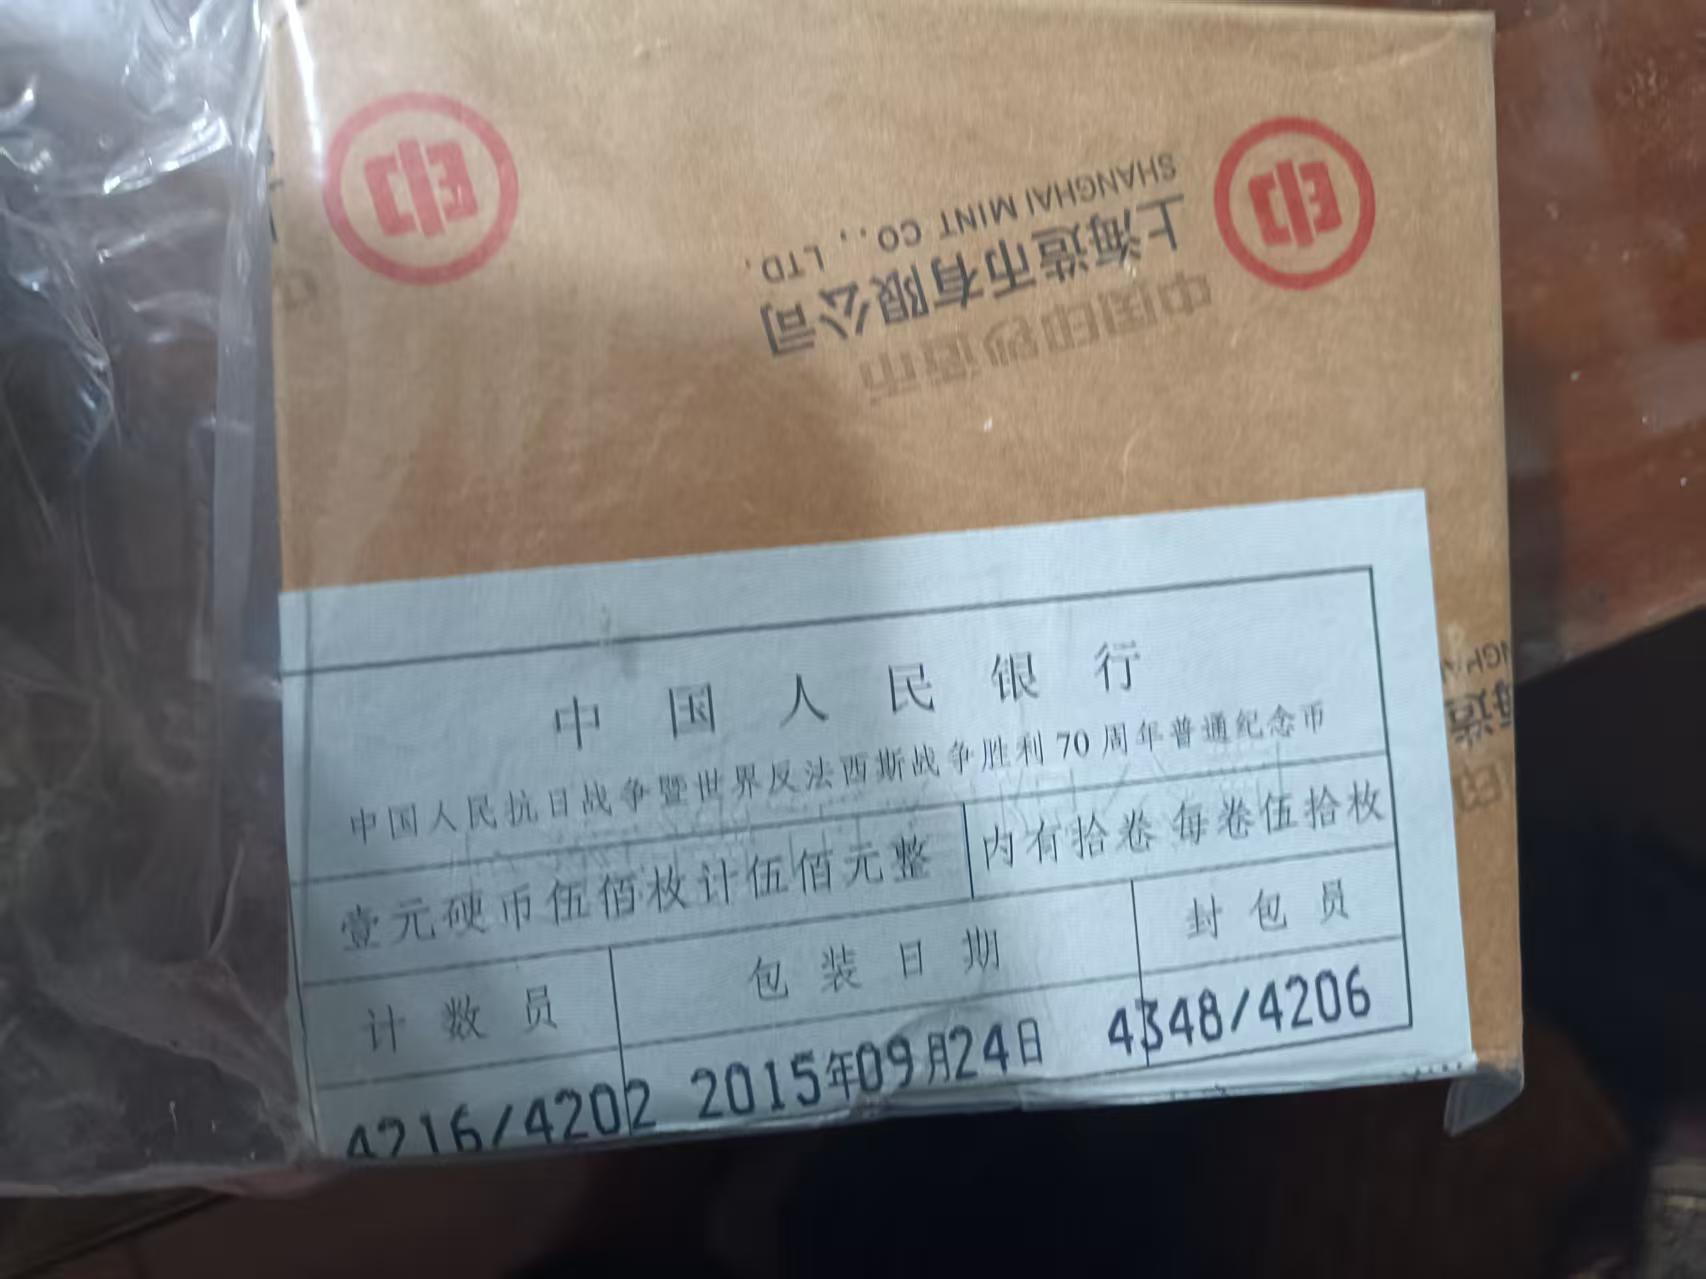 SHANGHAI MINT CO., LTD.
上海造币有限公司
中国印钞造币
中国人民银行
中国人民抗日战争暨世界反法西斯战争胜利70周年普通纪念币
壹元硬币伍佰枚计伍佰元整 内有拾卷每卷伍拾枚
计数员 包装日期 封包员
4216/4202 2015年09月24日 4348/4206